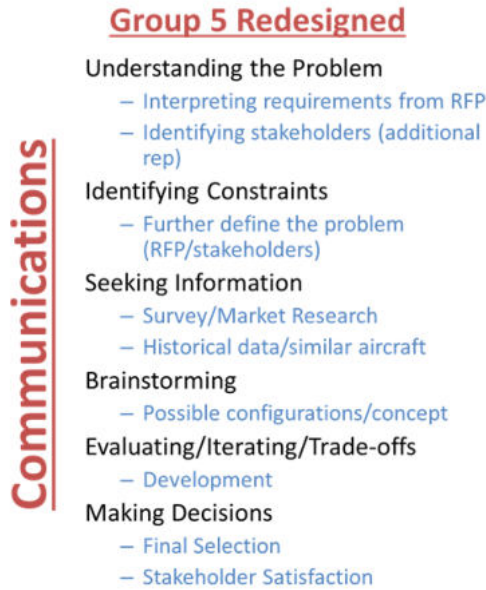 Group 5 Redesigned
Communications
Understanding the Problem
– Interpreting requirements from RFP
– Identifying stakeholders (additional
rep)
Identifying Constraints
– Further define the problem
(RFP/stakeholders)
Seeking Information
– Survey/Market Research
– Historical data/similar aircraft
Brainstorming
– Possible configurations/concept
Evaluating/Iterating/Trade-offs
– Development
Making Decisions
– Final Selection
– Stakeholder Satisfaction